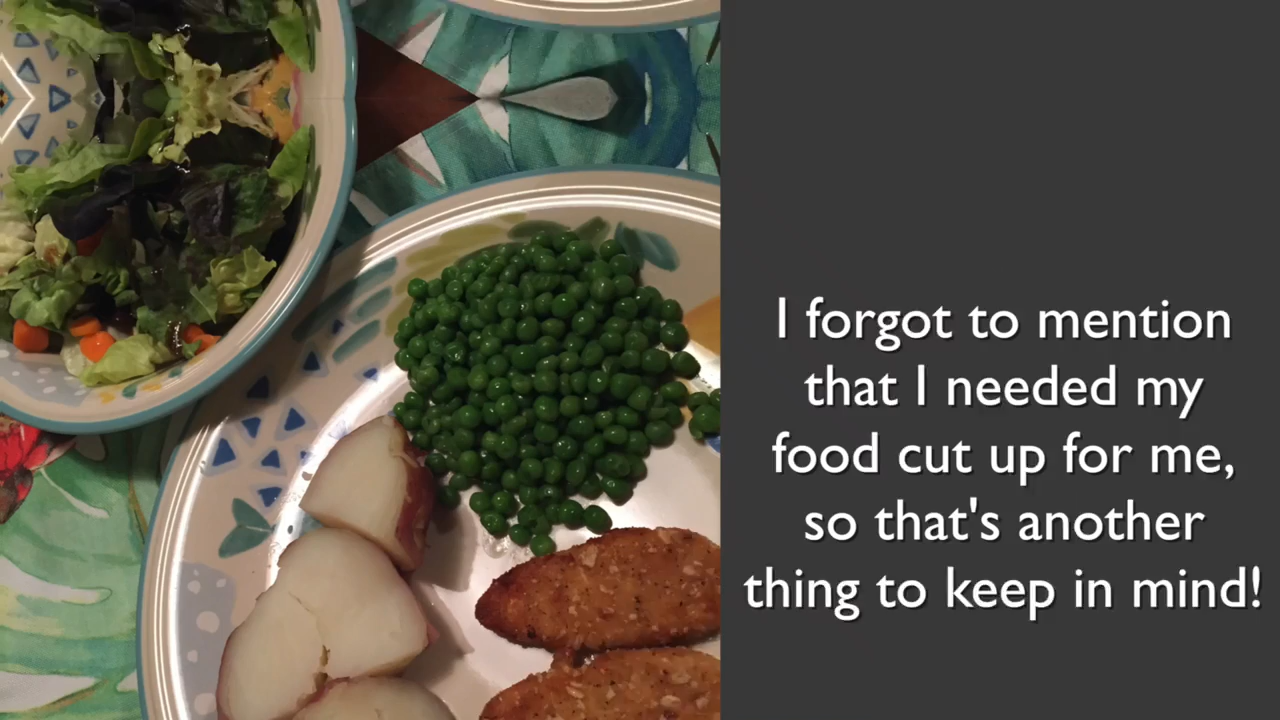 I forgot to mention
that I needed my
food cut up for me,
so that's another
thing to keep in mind!